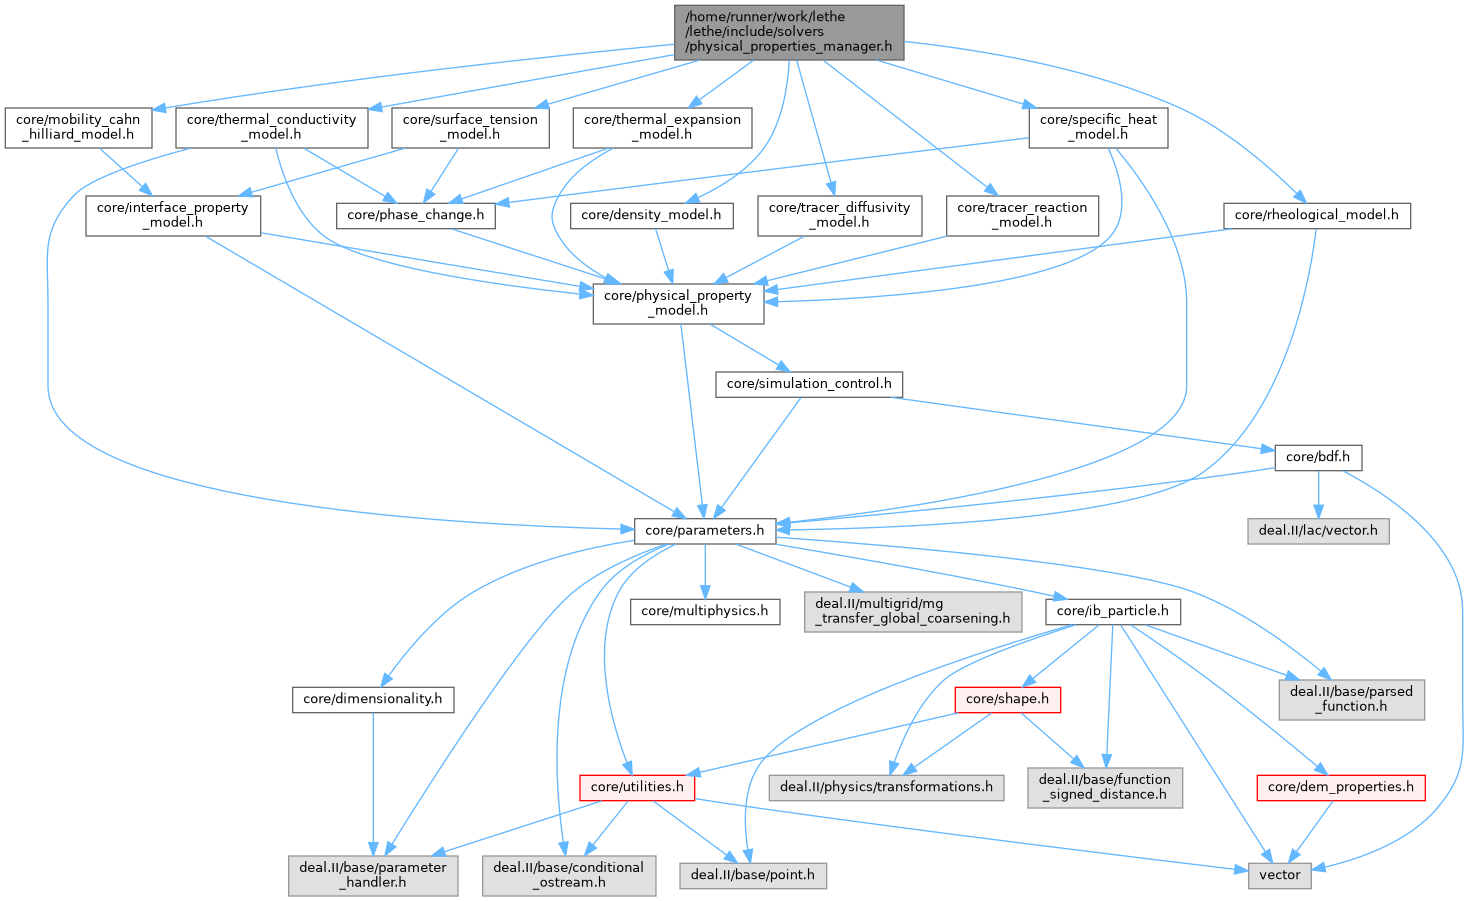 /home/runner/work/lethe
/lethe/include/solvers
/physical_properties_manager.h
core/mobility_cahn
_hilliard_model.h
core/thermal_conductivity
_model.h
core/surface_tension
_model.h
core/thermal_expansion
_model.h
core/specific_heat
_model.h
core/interface_property
_model.h
core/phase_change.h
core/density_model.h
core/tracer_diffusivity
_model.h
core/tracer_reaction
_model.h
core/rheological_model.h
core/physical_property
_model.h
core/simulation_control.h
core/bdf.h
core/parameters.h
deal.II/lac/vector.h
core/multiphysics.h
deal.II/multigrid/mg
_transfer_global_coarsening.h
core/ib_particle.h
core/dimensionality.h
core/shape.h
deal.II/base/parsed
_function.h
core/utilities.h
deal.II/physics/transformations.h
deal.II/base/function
_signed_distance.h
core/dem_properties.h
deal.II/base/parameter
_handler.h
deal.II/base/conditional
_ostream.h
deal.II/base/point.h
vector